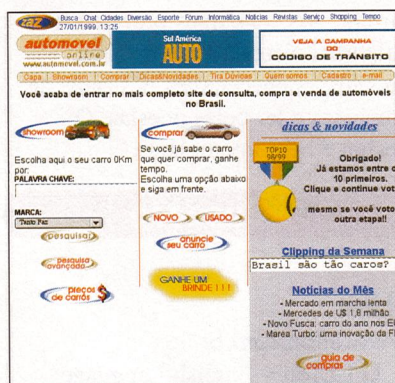 zaz
Busca Chat Cidades Diversão Esporte Fórum Informática Notícias Revistas Serviço Shopping Tempo
27/01/1999, 13:25
automovel
online
www.automovel.com.br
Sul América
AUTO
VEJA A CAMPANHA
DO
CÓDIGO DE TRÂNSITO
Capa | Showroom | Comprar | Dicas&Novidades | Tira Dúvidas | Quem somos | Cadastro | e-mail
Você acaba de entrar no mais completo site de consulta, compra e venda de automóveis
no Brasil.
showroom
Escolha aqui o seu carro 0Km
por:
PALAVRA CHAVE:
MARCA:
Tanto Faz
pesquisar
pesquisa
avançada
preços
de carros
comprar
Se você já sabe o carro
que quer comprar, ganhe
tempo.
Escolha uma opção abaixo
e siga em frente.
NOVO
USADO
anuncie
seu carro
GANHE UM
BRINDE !!!
dicas & novidades
TOP10
98/99
Obrigado!
Já estamos entre o
10 primeiros.
Clique e continue vot
mesmo se você voto
outra etapa!!
Clipping da Semana
Brasil são tão caros?
Notícias do Mês
- Mercado em marcha lenta
- Mercedes de U$ 1,8 milhão
- Novo Fusca: carro do ano nos E
- Marea Turbo: uma inovação da F
guia de
compras